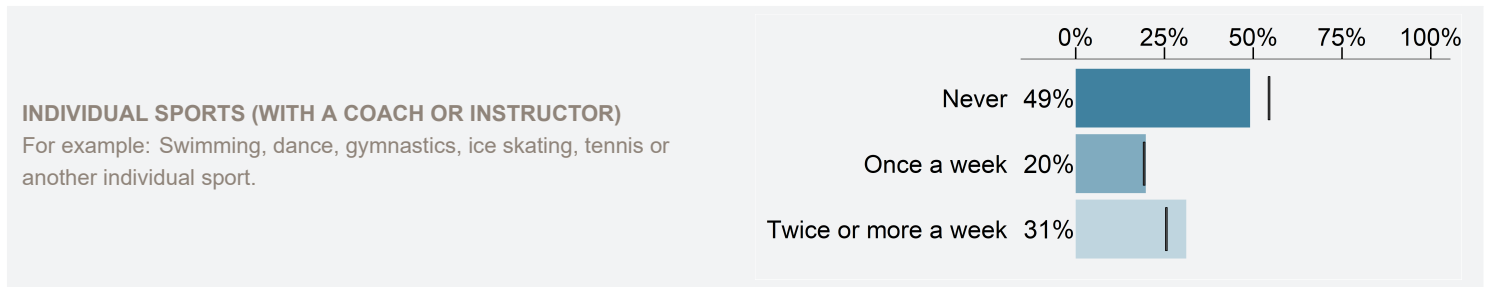 INDIVIDUAL SPORTS (WITH A COACH OR INSTRUCTOR)
For example: Swimming, dance, gymnastics, ice skating, tennis or
another individual sport.
0% 25% 50% 75% 100%
Never 49%
Once a week 20%
Twice or more a week 31%